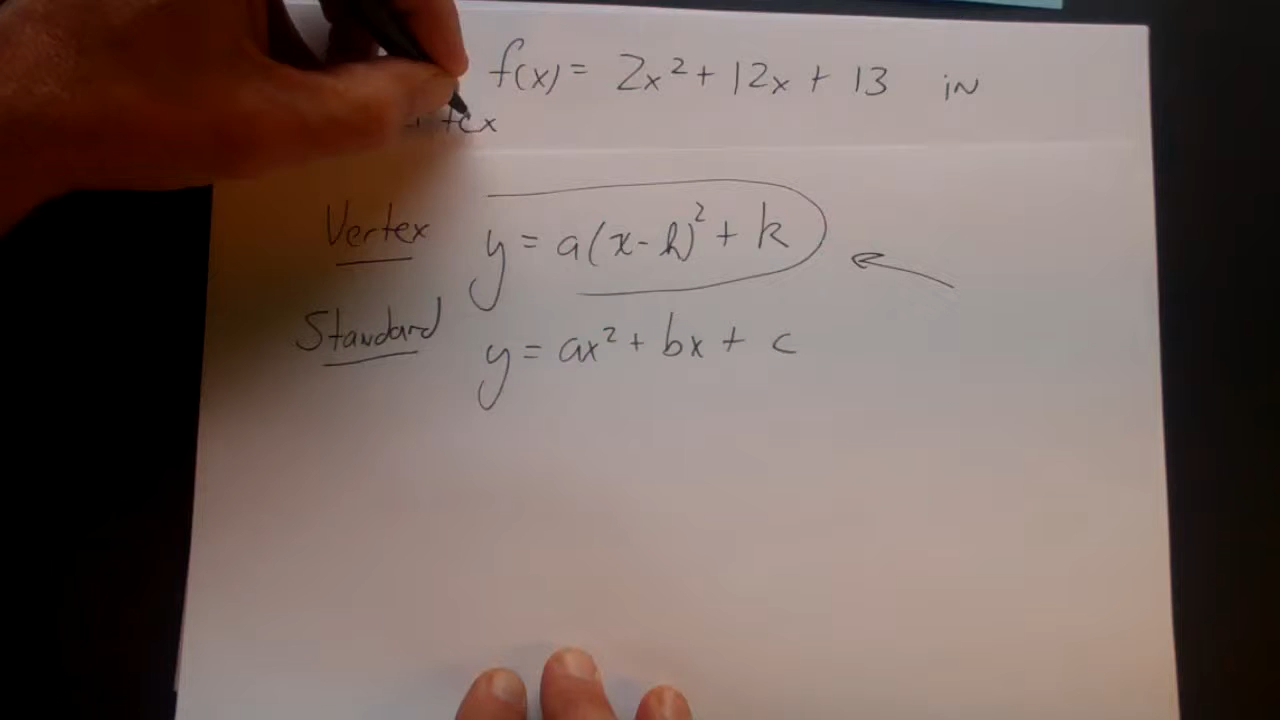 f(x) = 2x² + 12x + 13 in
Vertex y = a(x-h)² + k
Standard y = ax² + bx + c